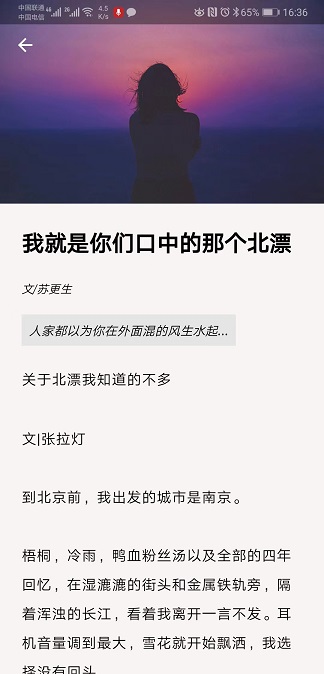 中国联通 46
中国电信
26
4.5
K/s
65%
16:36
我就是你们口中的那个北漂
文/苏更生
人家都以为你在外面混的风生水起...
关于北漂我知道的不多
文|张拉灯
到北京前，我出发的城市是南京。
梧桐，冷雨，鸭血粉丝汤以及全部的四年
回忆，在湿漉漉的街头和金属铁轨旁，隔
着浑浊的长江，看着我离开一言不发。耳
机音量调到最大，雪花就开始飘洒，我选
择没有回头